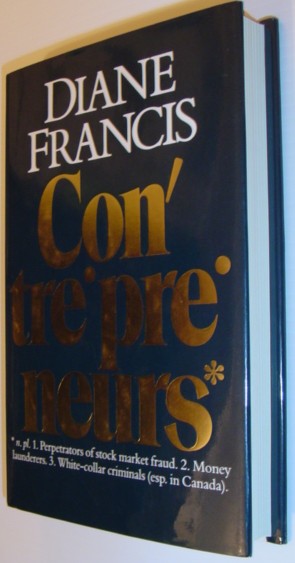 DIANE
FRANCIS
Con'
tre•pre•
neurs*
*n, pl. 1. Perpetrators of stock market fraud. 2. Money
launderers. 3. White-collar criminals (esp. in Canada).